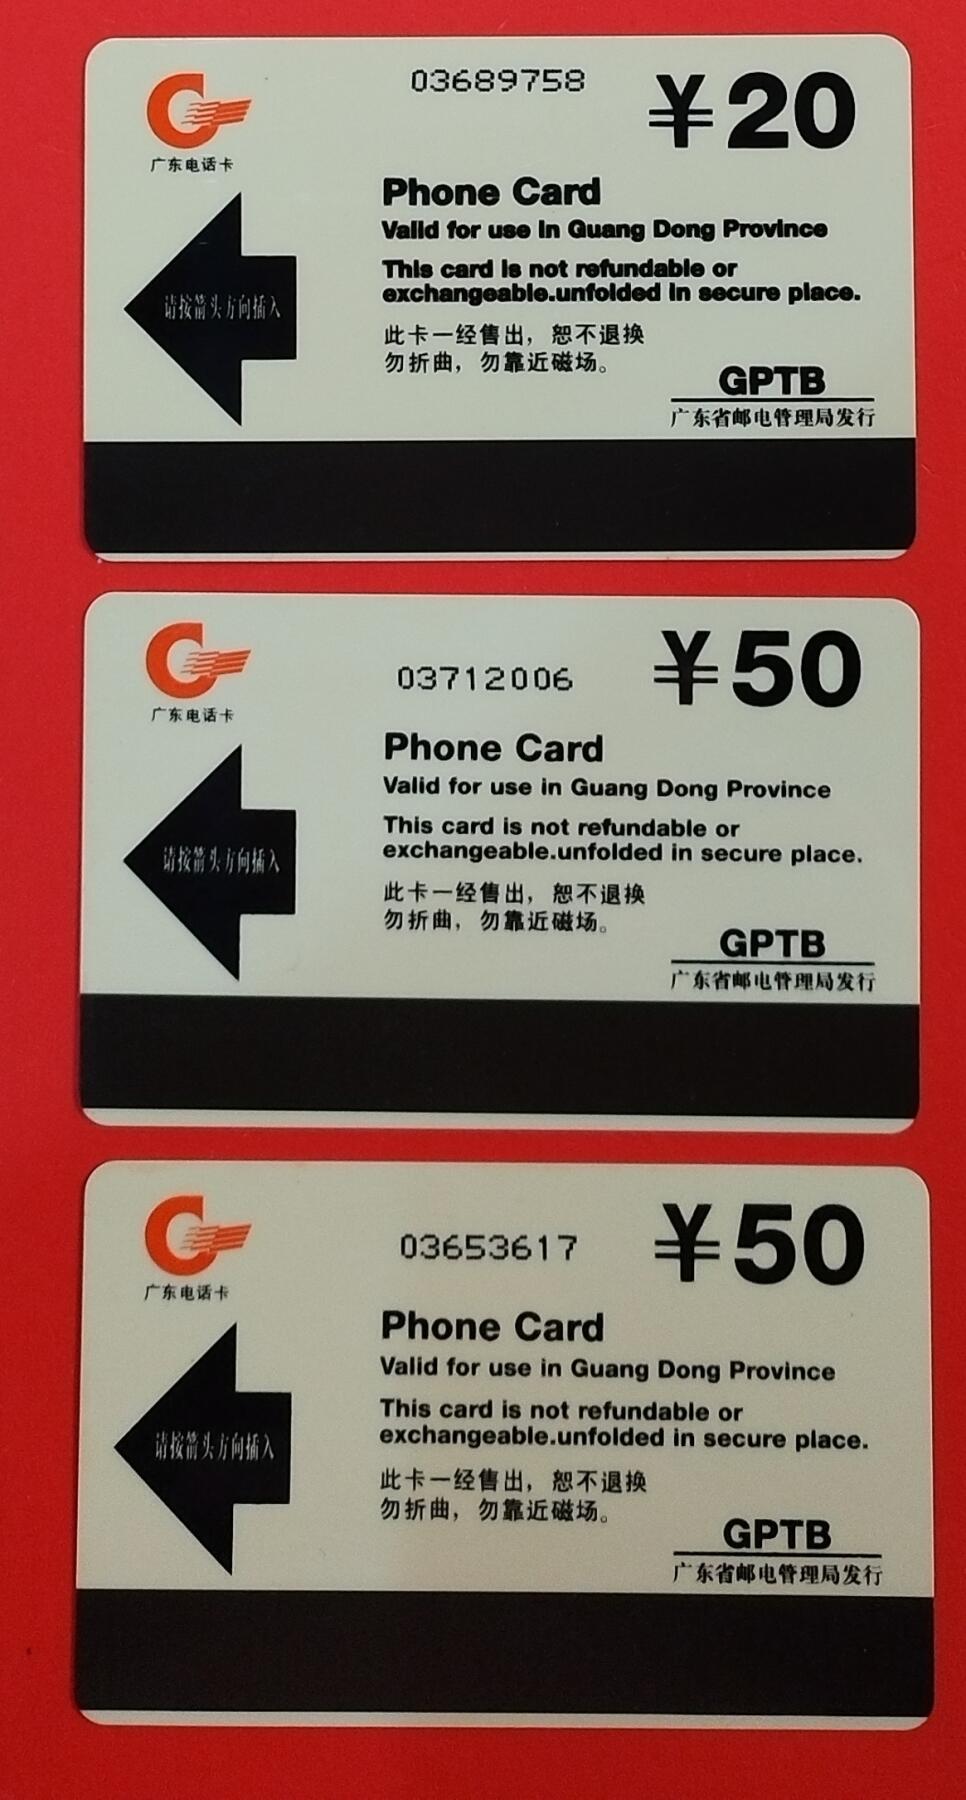 03689758
¥20
广东电话卡
Phone Card
Valid for use in Guang Dong Province
This card is not refundable or
exchangeable.unfolded in secure place.
请按箭头方向插入
此卡一经售出，恕不退换
勿折曲，勿靠近磁场。
GPTB
广东省邮电管理局发行
03712006
¥50
广东电话卡
Phone Card
Valid for use in Guang Dong Province
This card is not refundable or
exchangeable.unfolded in secure place.
请按箭头方向插入
此卡一经售出，恕不退换
勿折曲，勿靠近磁场。
GPTB
广东省邮电管理局发行
03653617
¥50
广东电话卡
Phone Card
Valid for use in Guang Dong Province
This card is not refundable or
exchangeable.unfolded in secure place.
请按箭头方向插入
此卡一经售出，恕不退换
勿折曲，勿靠近磁场。
GPTB
广东省邮电管理局发行